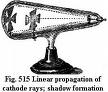 Fig. 515 Linear propagation of
cathode rays; shadow formation